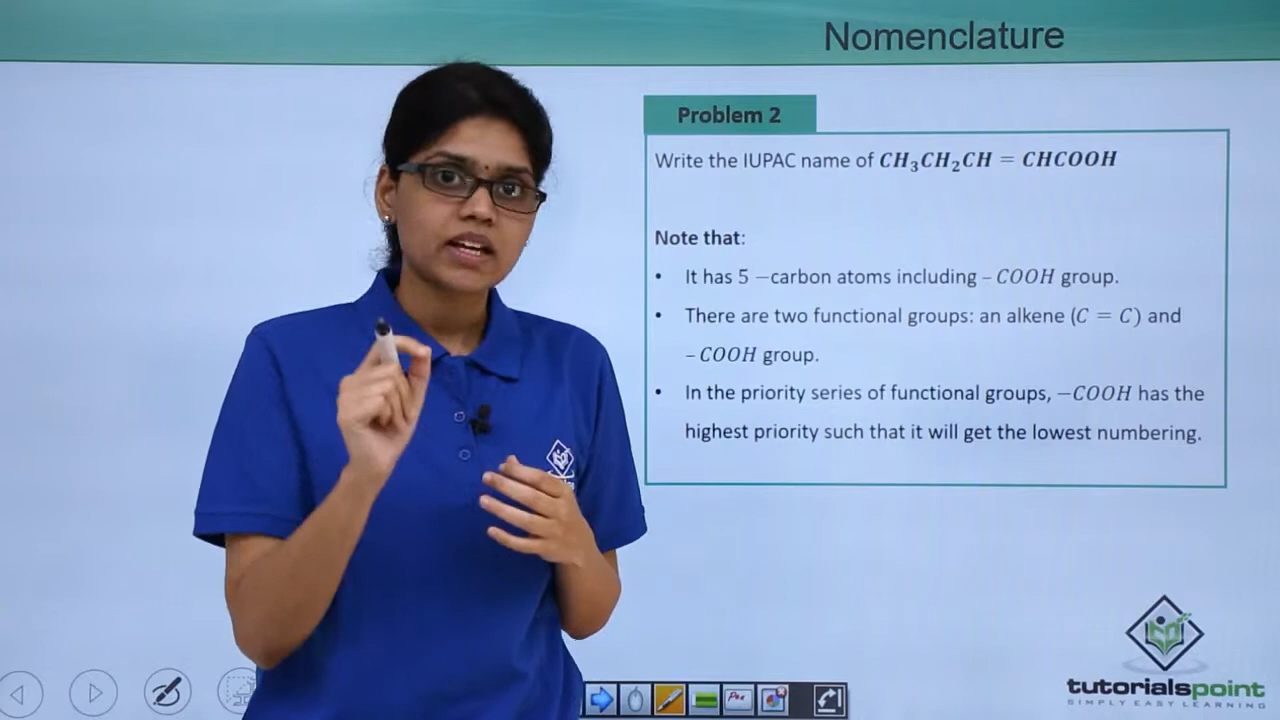 Nomenclature
Problem 2
Write the IUPAC name of CH₃CH₂CH = CHCOOH
Note that:
• It has 5 –carbon atoms including – COOH group.
• There are two functional groups: an alkene (C = C) and
– COOH group.
• In the priority series of functional groups, –COOH has the
highest priority such that it will get the lowest numbering.
tutorialspoint
SIMPLY EASY LEARNING